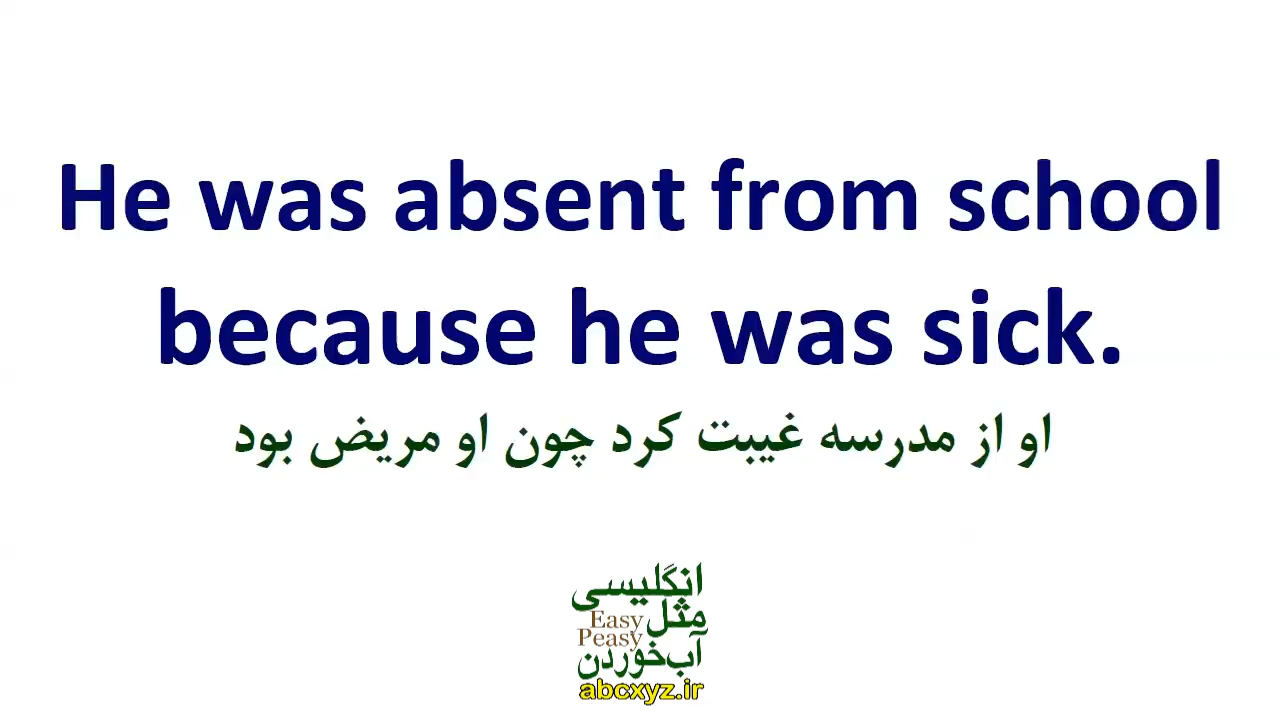 He was absent from school
because he was sick.
او از مدرسه غیبت کرد چون او مریض بود
انگلیسی
مثل
Easy
Peasy
آب‌خوردن
abcxyz.ir